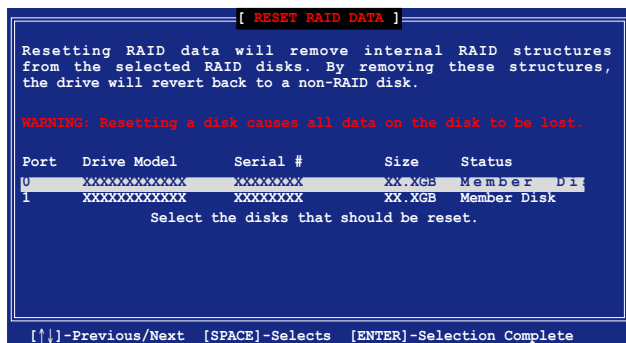 [ RESET RAID DATA ]
Resetting RAID data will remove internal RAID structures
from the selected RAID disks. By removing these structures,
the drive will revert back to a non-RAID disk.
WARNING: Resetting a disk causes all data on the disk to be lost.
Port Drive Model Serial # Size Status
0 XXXXXXXXXXXX XXXXXXXX XX.XGB Member Dis
1 XXXXXXXXXXXX XXXXXXXX XX.XGB Member Disk
Select the disks that should be reset.
[↑↓]-Previous/Next [SPACE]-Selects [ENTER]-Selection Complete